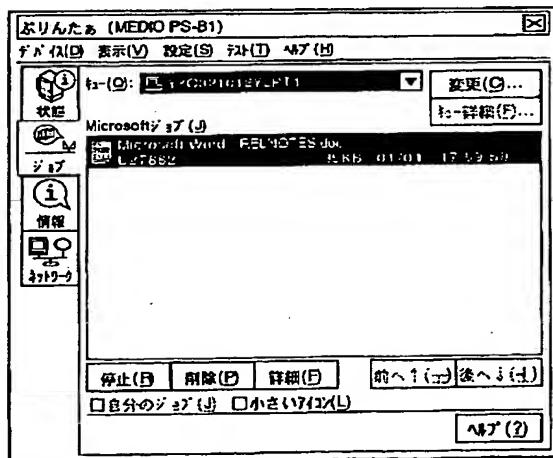 ぷりんたぁ (MEDIO PS-B1)
デバイス(D) 表示(V) 設定(S) テスト(T) ヘルプ(H)
状態
ジョブ
情報
ネットワーク
キュー(Q):
変更(C)...
キュー詳細(F)...
Microsoftジョブ(J)
Microsoft Word - RELNOTES.doc
停止(R) 削除(P) 詳細(E) 前へ↑ 後へ↓
自分のジョブ(J) 小さいアイコン(L)
ヘルプ(?)